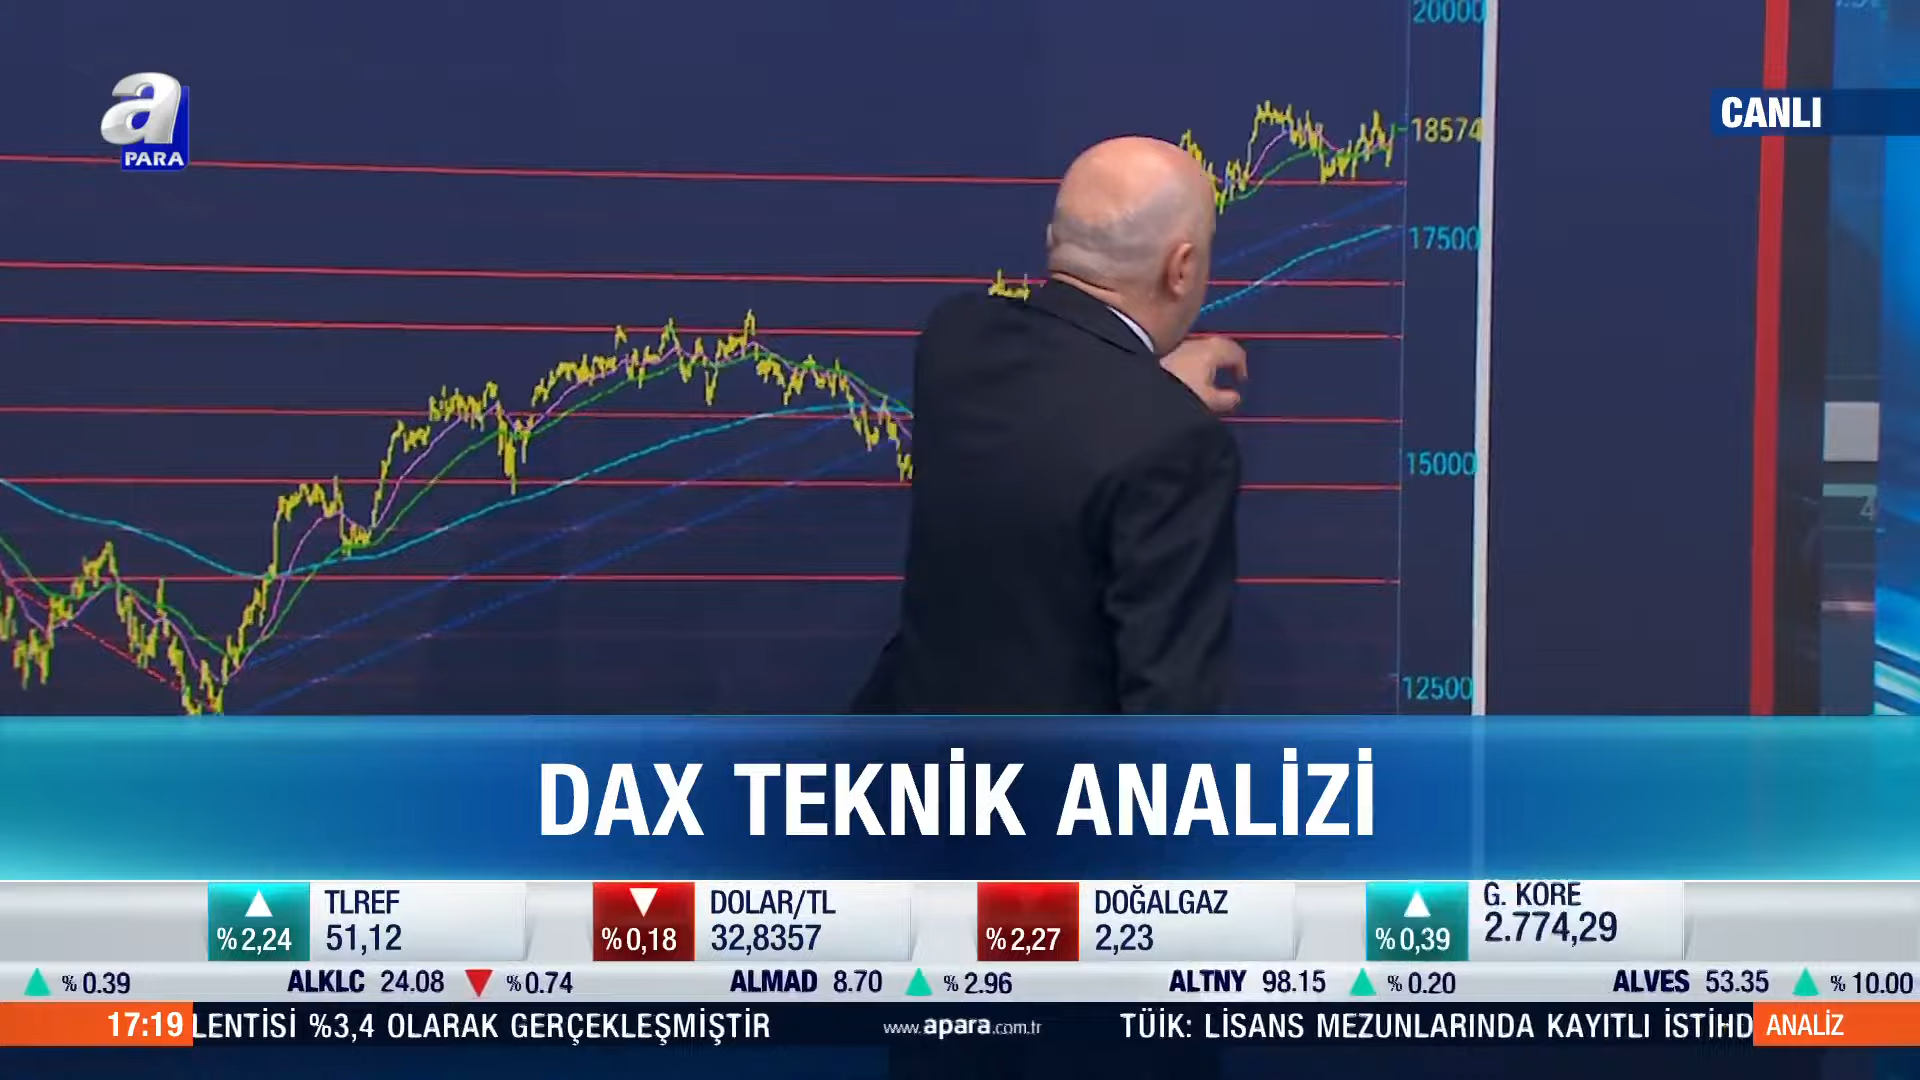 20000
a
PARA
CANLI
18574
17500
15000
12500
DAX TEKNİK ANALİZİ
%2,24 TLREF 51,12
%0,18 DOLAR/TL 32,8357
%2,27 DOĞALGAZ 2,23
%0,39 G. KORE 2.774,29
% 0.39 ALKLC 24.08 % 0.74 ALMAD 8.70 % 2.96 ALTNY 98.15 % 0.20 ALVES 53.35 % 10.00
17:19 LENTİSİ %3,4 OLARAK GERÇEKLEŞMİŞTİR www.apara.com.tr TÜİK: LİSANS MEZUNLARINDA KAYITLI İSTİHD ANALİZ